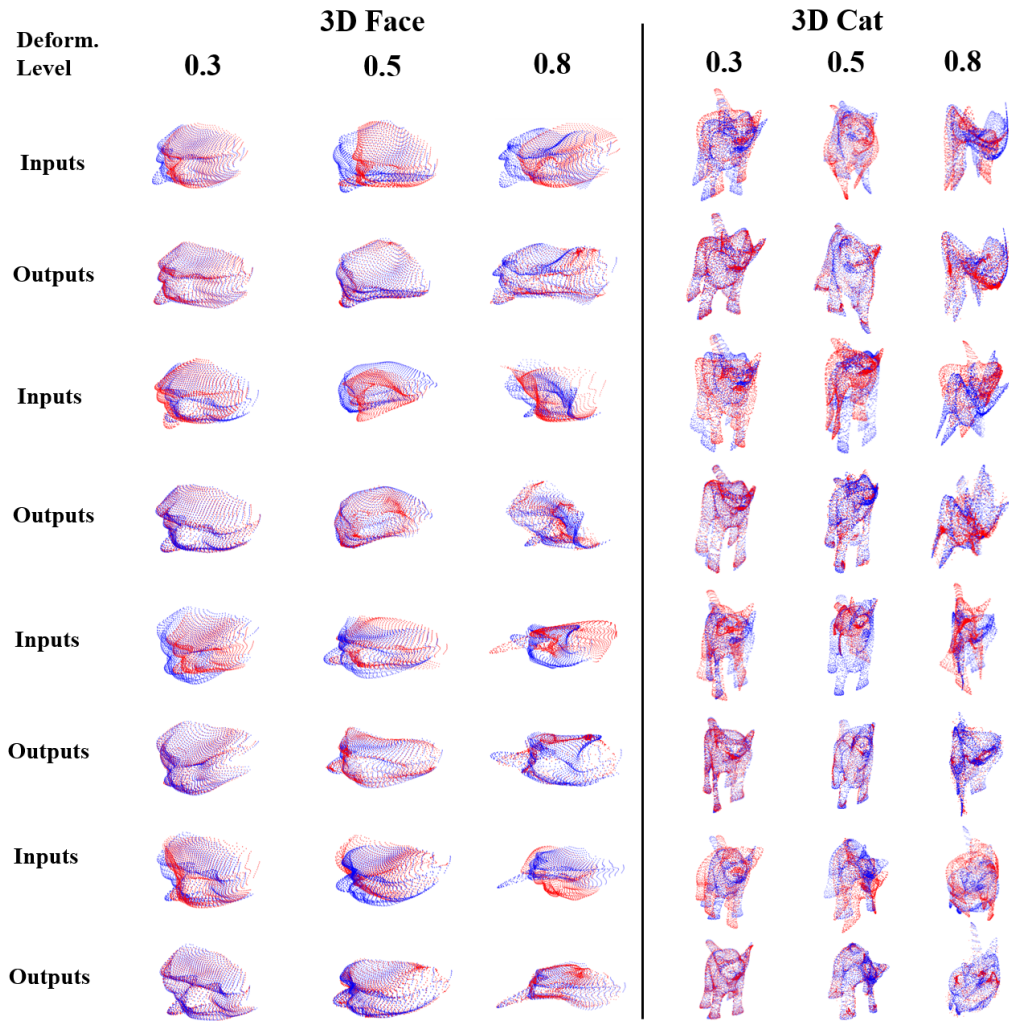 3D Face
3D Cat
Deform.
Level
0.3
0.5
0.8
0.3
0.5
0.8
Inputs
Outputs
Inputs
Outputs
Inputs
Outputs
Inputs
Outputs